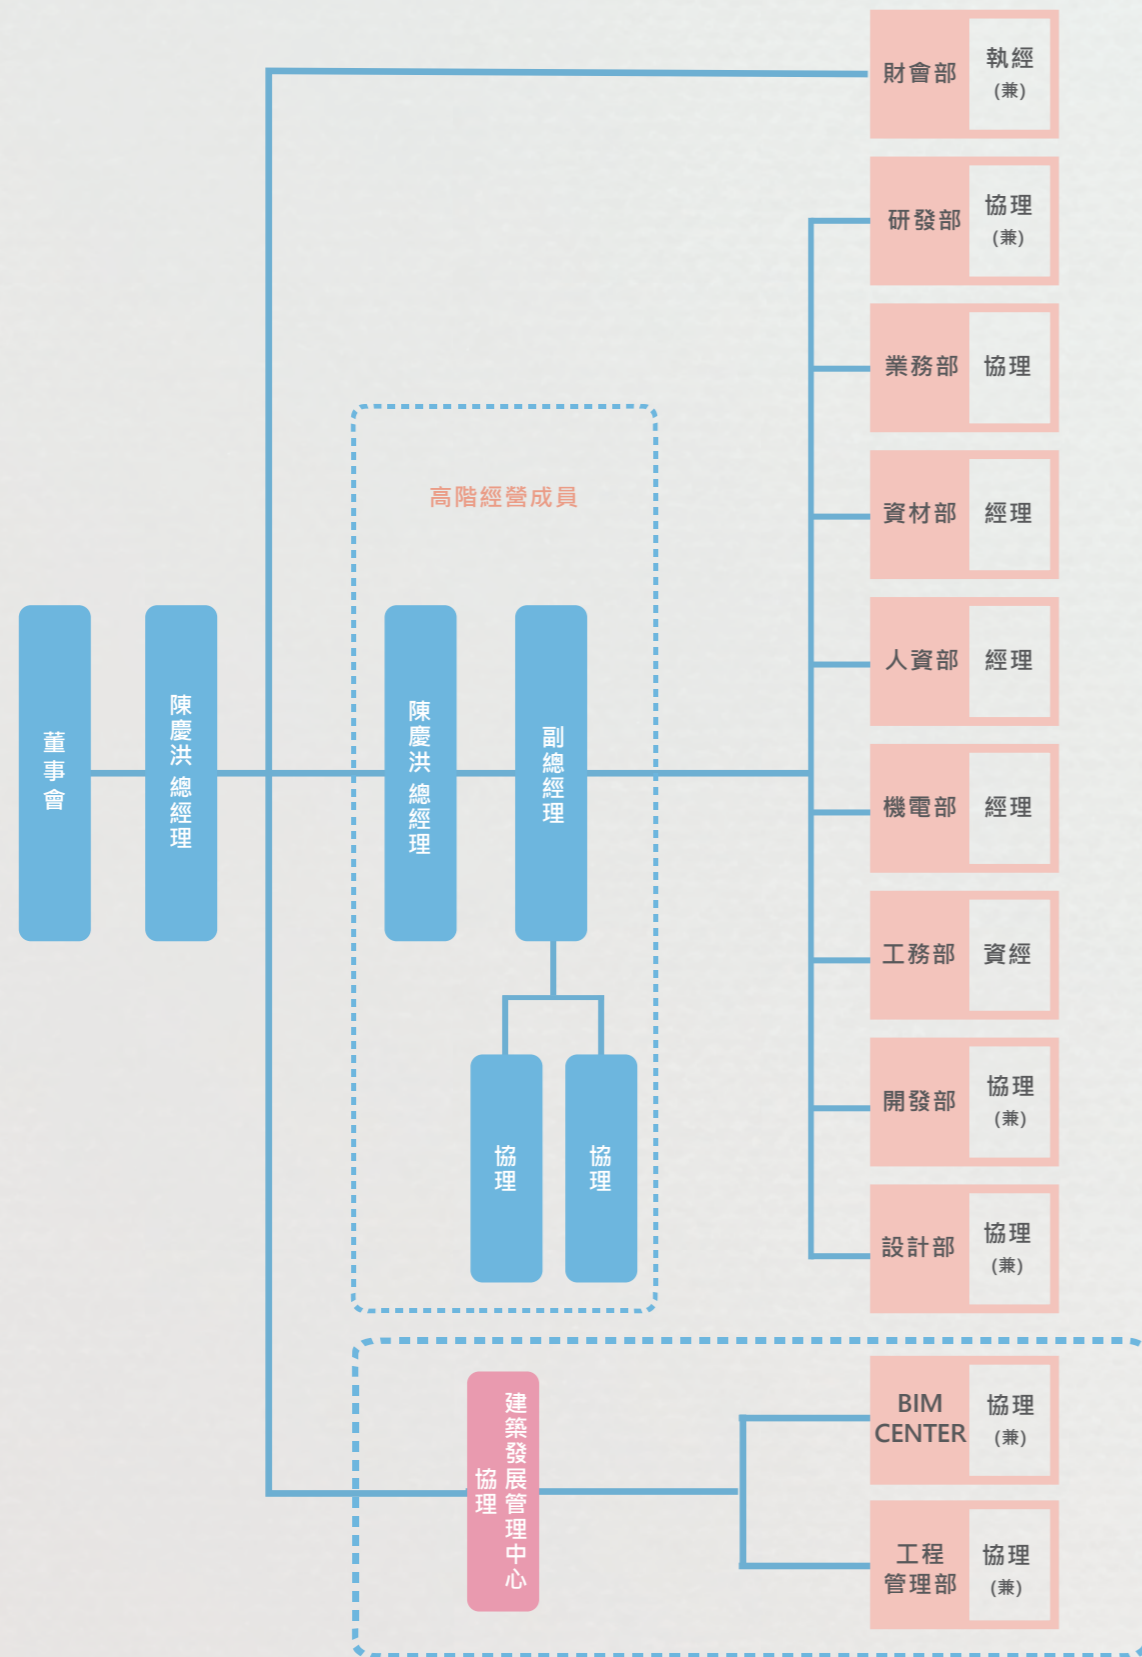 董事會
陳慶洪 總經理
高階經營成員
陳慶洪 總經理
副總經理
協理
協理
財會部
執經
(兼)
研發部
協理
(兼)
業務部
協理
資材部
經理
人資部
經理
機電部
經理
工務部
資經
開發部
協理
(兼)
設計部
協理
(兼)
建築發展管理中心
協理
BIM
CENTER
協理
(兼)
工程
管理部
協理
(兼)